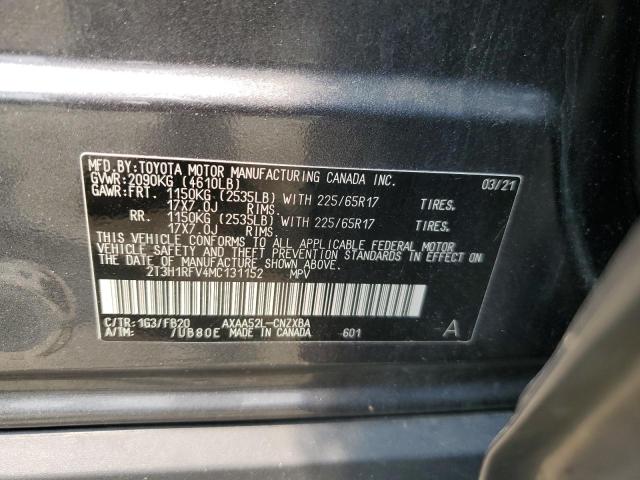 MFD.BY:TOYOTA MOTOR MANUFACTURING CANADA INC.
GVWR:2090KG (4610LB) 03/21
GAWR:FRT. 1150KG (2535LB) WITH 225/65R17 TIRES,
17X7.0J RIMS.
RR. 1150KG (2535LB) WITH 225/65R17 TIRES,
17X7.0J RIMS.
THIS VEHICLE CONFORMS TO ALL APPLICABLE FEDERAL MOTOR
VEHICLE SAFETY AND THEFT PREVENTION STANDARDS IN EFFECT ON
THE DATE OF MANUFACTURE SHOWN ABOVE.
2T3H1RFV4MC131152 MPV
C/TR:1G3/FB20 AXAA52L-CNZXBA
A/TM: /UB80E MADE IN CANADA 601 A